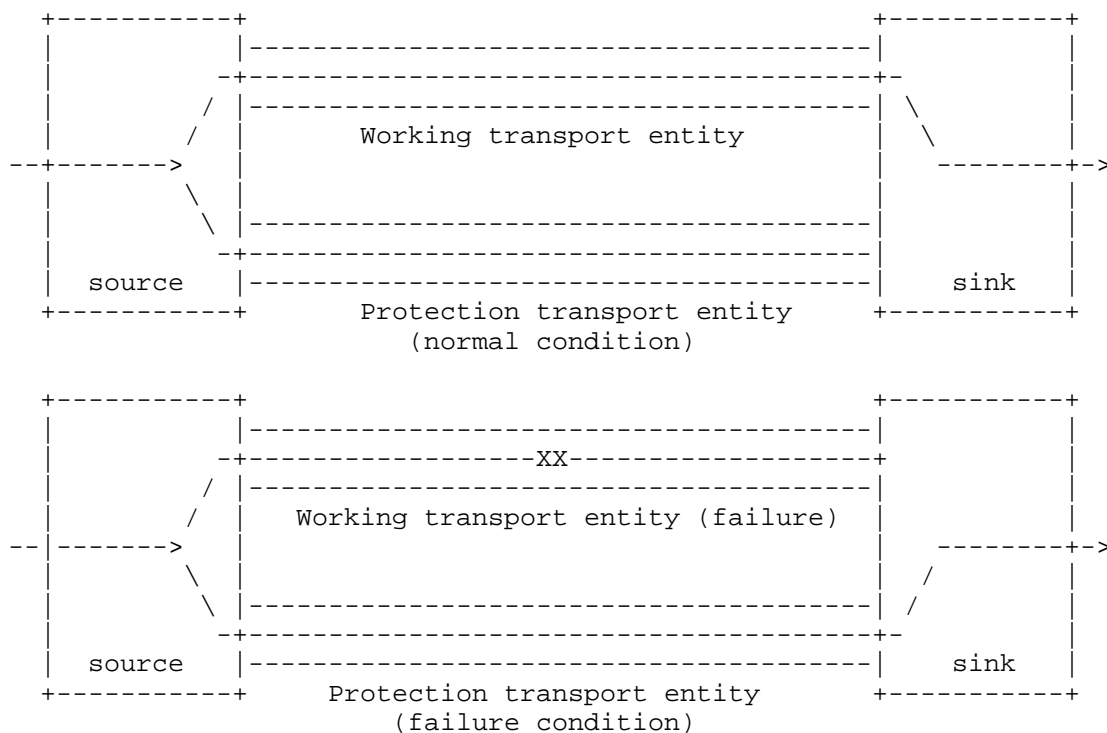 Working transport entity
source sink
Protection transport entity
(normal condition)
XX
Working transport entity (failure)
source sink
Protection transport entity
(failure condition)